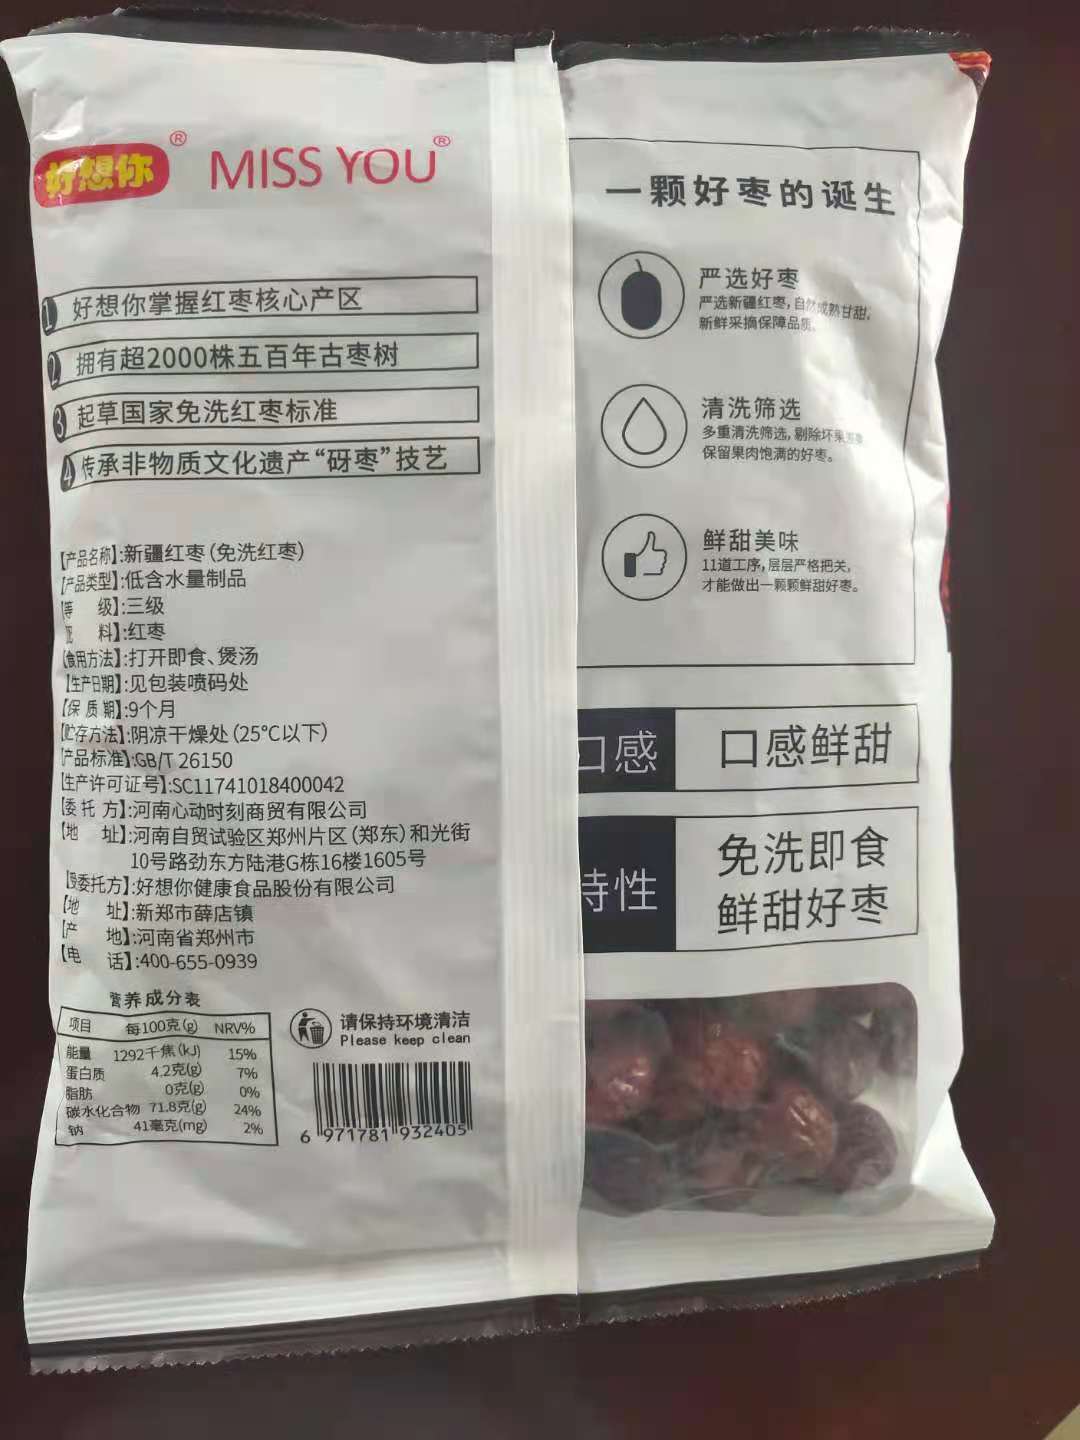 好想你® MISS YOU®
1 好想你掌握红枣核心产区
2 拥有超2000株五百年古枣树
3 起草国家免洗红枣标准
4 传承非物质文化遗产“砑枣”技艺
【产品名称】:新疆红枣(免洗红枣)
【产品类型】:低含水量制品
【等 级】:三级
料】:红枣
【食用方法】:打开即食、煲汤
【生产日期】:见包装喷码处
【保质期】:9个月
【贮存方法】:阴凉干燥处(25℃以下)
【产品标准】:GB/T 26150
【生产许可证号】:SC11741018400042
【委托方】:河南心动时刻商贸有限公司
【地 址】:河南自贸试验区郑州片区(郑东)和光街
10号路劲东方陆港G栋16楼1605号
【受委托方】:好想你健康食品股份有限公司
【地 址】:新郑市薛店镇
【产 地】:河南省郑州市
【电 话】:400-655-0939
营养成分表
项目 每100克(g) NRV%
能量 1292千焦(kJ) 15%
蛋白质 4.2克(g) 7%
脂肪 0克(g) 0%
碳水化合物 71.8克(g) 24%
钠 41毫克(mg) 2%
请保持环境清洁
Please keep clean
6 971781 932405
一颗好枣的诞生
严选好枣
严选新疆红枣,自然成熟甘甜,
新鲜采摘保障品质。
清洗筛选
多重清洗筛选,剔除坏果
保留果肉饱满的好枣。
鲜甜美味
11道工序,层层严格把关,
才能做出一颗颗鲜甜好枣。
口感 口感鲜甜
特性 免洗即食
鲜甜好枣